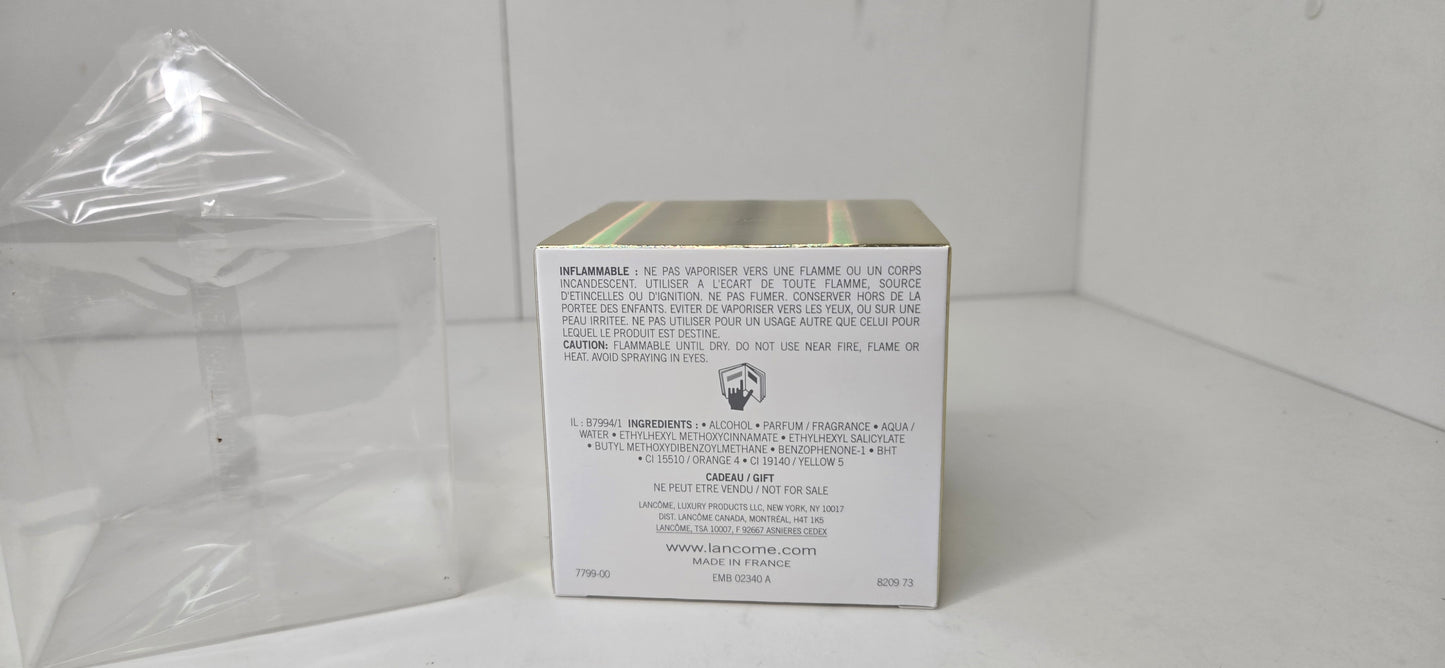 INFLAMMABLE : NE PAS VAPORISER VERS UNE FLAMME OU UN CORPS
INCANDESCENT. UTILISER A L'ECART DE TOUTE FLAMME, SOURCE
D'ETINCELLES OU D'IGNITION. NE PAS FUMER. CONSERVER HORS DE LA
PORTEE DES ENFANTS. EVITER DE VAPORISER VERS LES YEUX, OU SUR UNE
PEAU IRRITEE. NE PAS UTILISER POUR UN USAGE AUTRE QUE CELUI POUR
LEQUEL LE PRODUIT EST DESTINE.
CAUTION: FLAMMABLE UNTIL DRY. DO NOT USE NEAR FIRE, FLAME OR
HEAT. AVOID SPRAYING IN EYES.
IL : B7994/1 INGREDIENTS : • ALCOHOL • PARFUM / FRAGRANCE • AQUA /
WATER • ETHYLHEXYL METHOXYCINNAMATE • ETHYLHEXYL SALICYLATE
• BUTYL METHOXYDIBENZOYLMETHANE • BENZOPHENONE-1 • BHT
• CI 15510 / ORANGE 4 • CI 19140 / YELLOW 5
CADEAU / GIFT
NE PEUT ETRE VENDU / NOT FOR SALE
LANCÔME, LUXURY PRODUCTS LLC, NEW YORK, NY 10017
DIST. LANCÔME CANADA, MONTRÉAL, H4T 1K5
LANCÔME, TSA 10007, F 92667 ASNIERES CEDEX
www.lancome.com
MADE IN FRANCE
7799-00 EMB 02340 A 8209 73